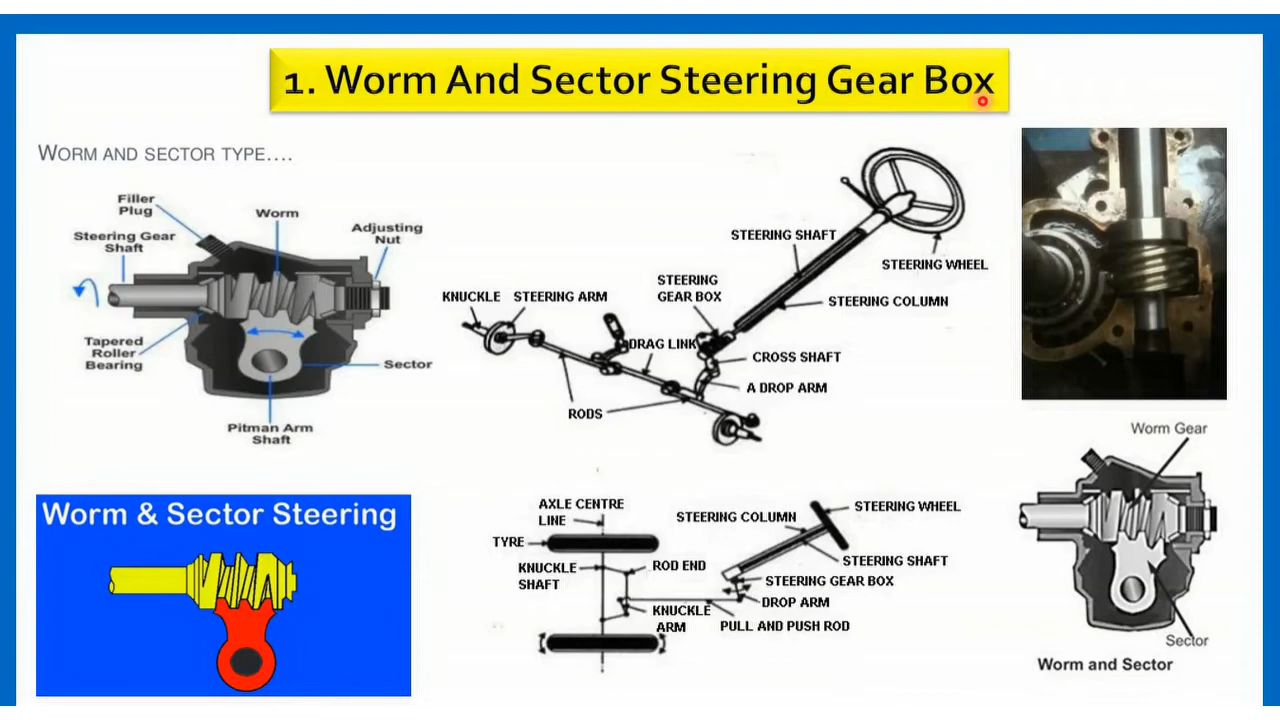 1. Worm And Sector Steering Gear Box
WORM AND SECTOR TYPE....
Filler
Plug
Worm
Steering Gear
Shaft
Adjusting
Nut
Tapered
Roller
Bearing
Sector
Pitman Arm
Shaft
STEERING SHAFT
STEERING WHEEL
STEERING
GEAR BOX
STEERING COLUMN
KNUCKLE
STEERING ARM
DRAG LINK
CROSS SHAFT
A DROP ARM
RODS
Worm Gear
Sector
Worm and Sector
Worm & Sector Steering
AXLE CENTRE
LINE
STEERING WHEEL
STEERING COLUMN
TYRE
STEERING SHAFT
KNUCKLE
SHAFT
ROD END
STEERING GEAR BOX
DROP ARM
KNUCKLE
ARM
PULL AND PUSH ROD